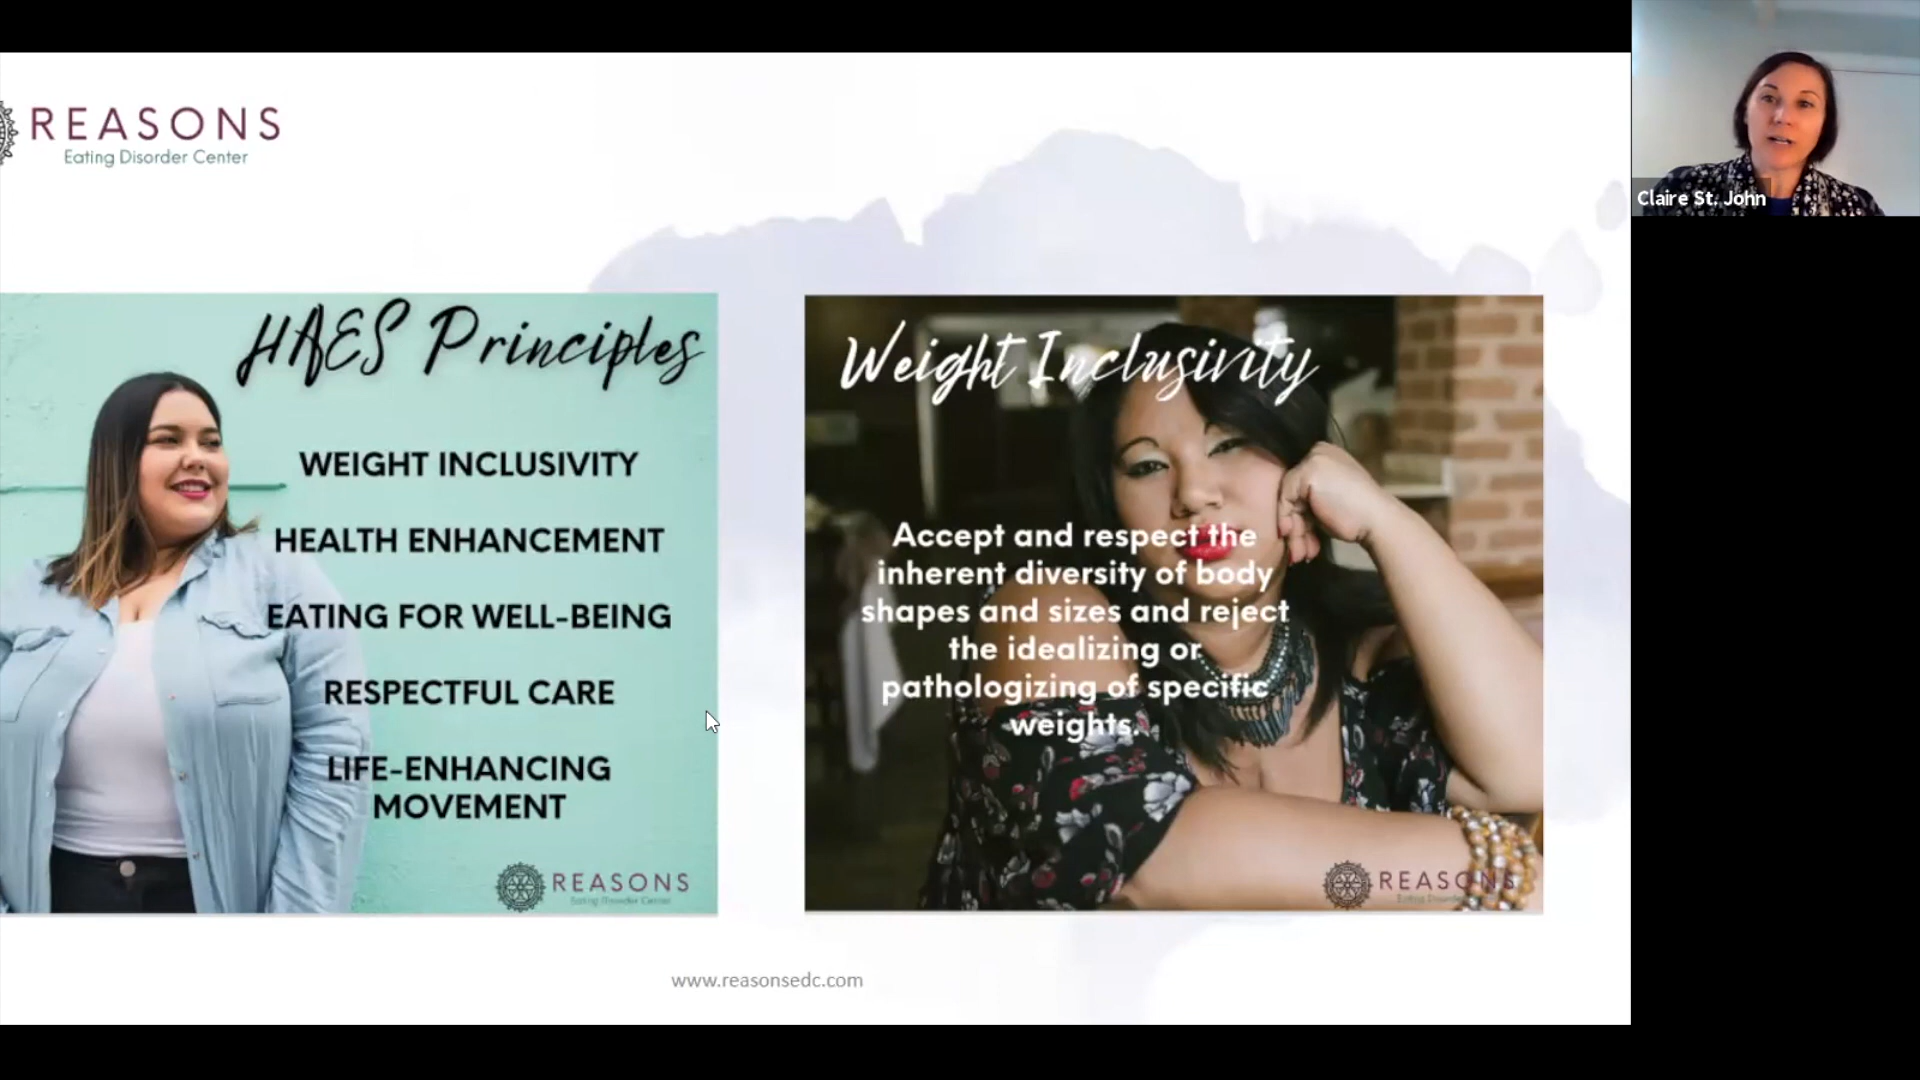 REASONS
Eating Disorder Center
Claire St. John
HAES Principles
WEIGHT INCLUSIVITY
HEALTH ENHANCEMENT
EATING FOR WELL-BEING
RESPECTFUL CARE
LIFE-ENHANCING
MOVEMENT
REASONS
Eating Disorder Center
Weight Inclusivity
Accept and respect the
inherent diversity of body
shapes and sizes and reject
the idealizing or
pathologizing of specific
weights.
REASONS
Eating Disorder
www.reasonsedc.com